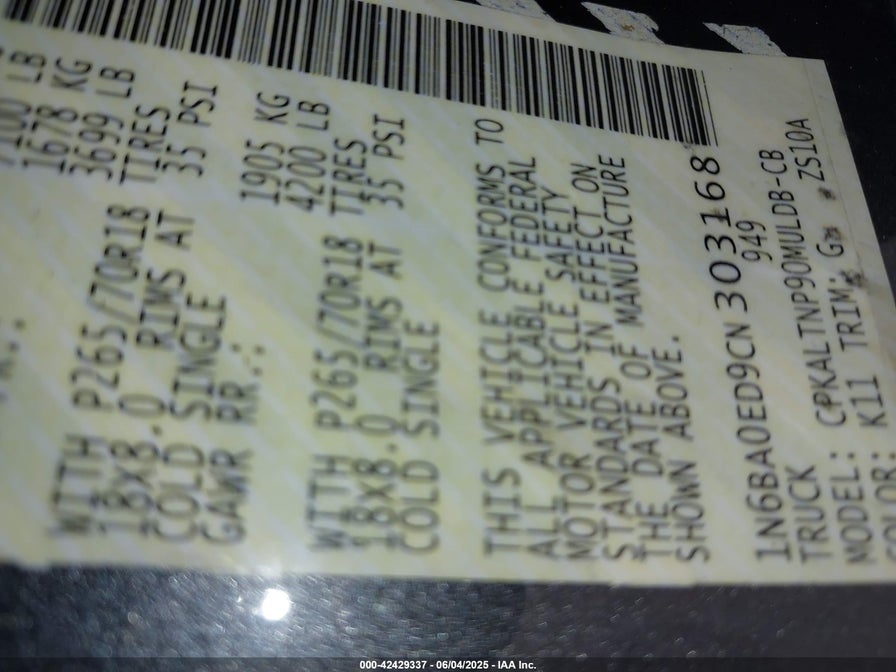 LB
1678 KG
3699 LB
WITH P265/70R18 TIRES
18X8.0 RIMS AT 35 PSI
COLD SINGLE
GAWR RR.: 1905 KG
4200 LB
WITH P265/70R18 TIRES
18X8.0 RIMS AT 35 PSI
COLD SINGLE
THIS VEHICLE CONFORMS TO
ALL APPLICABLE FEDERAL
MOTOR VEHICLE SAFETY
STANDARDS IN EFFECT ON
THE DATE OF MANUFACTURE
SHOWN ABOVE.
1N6BA0ED9CN303168
TRUCK 949
MODEL: CPKALTNP90MULDB-CB
K11 TRIM: G ZS10A
000-42429337 - 06/04/2025 - IAA Inc.